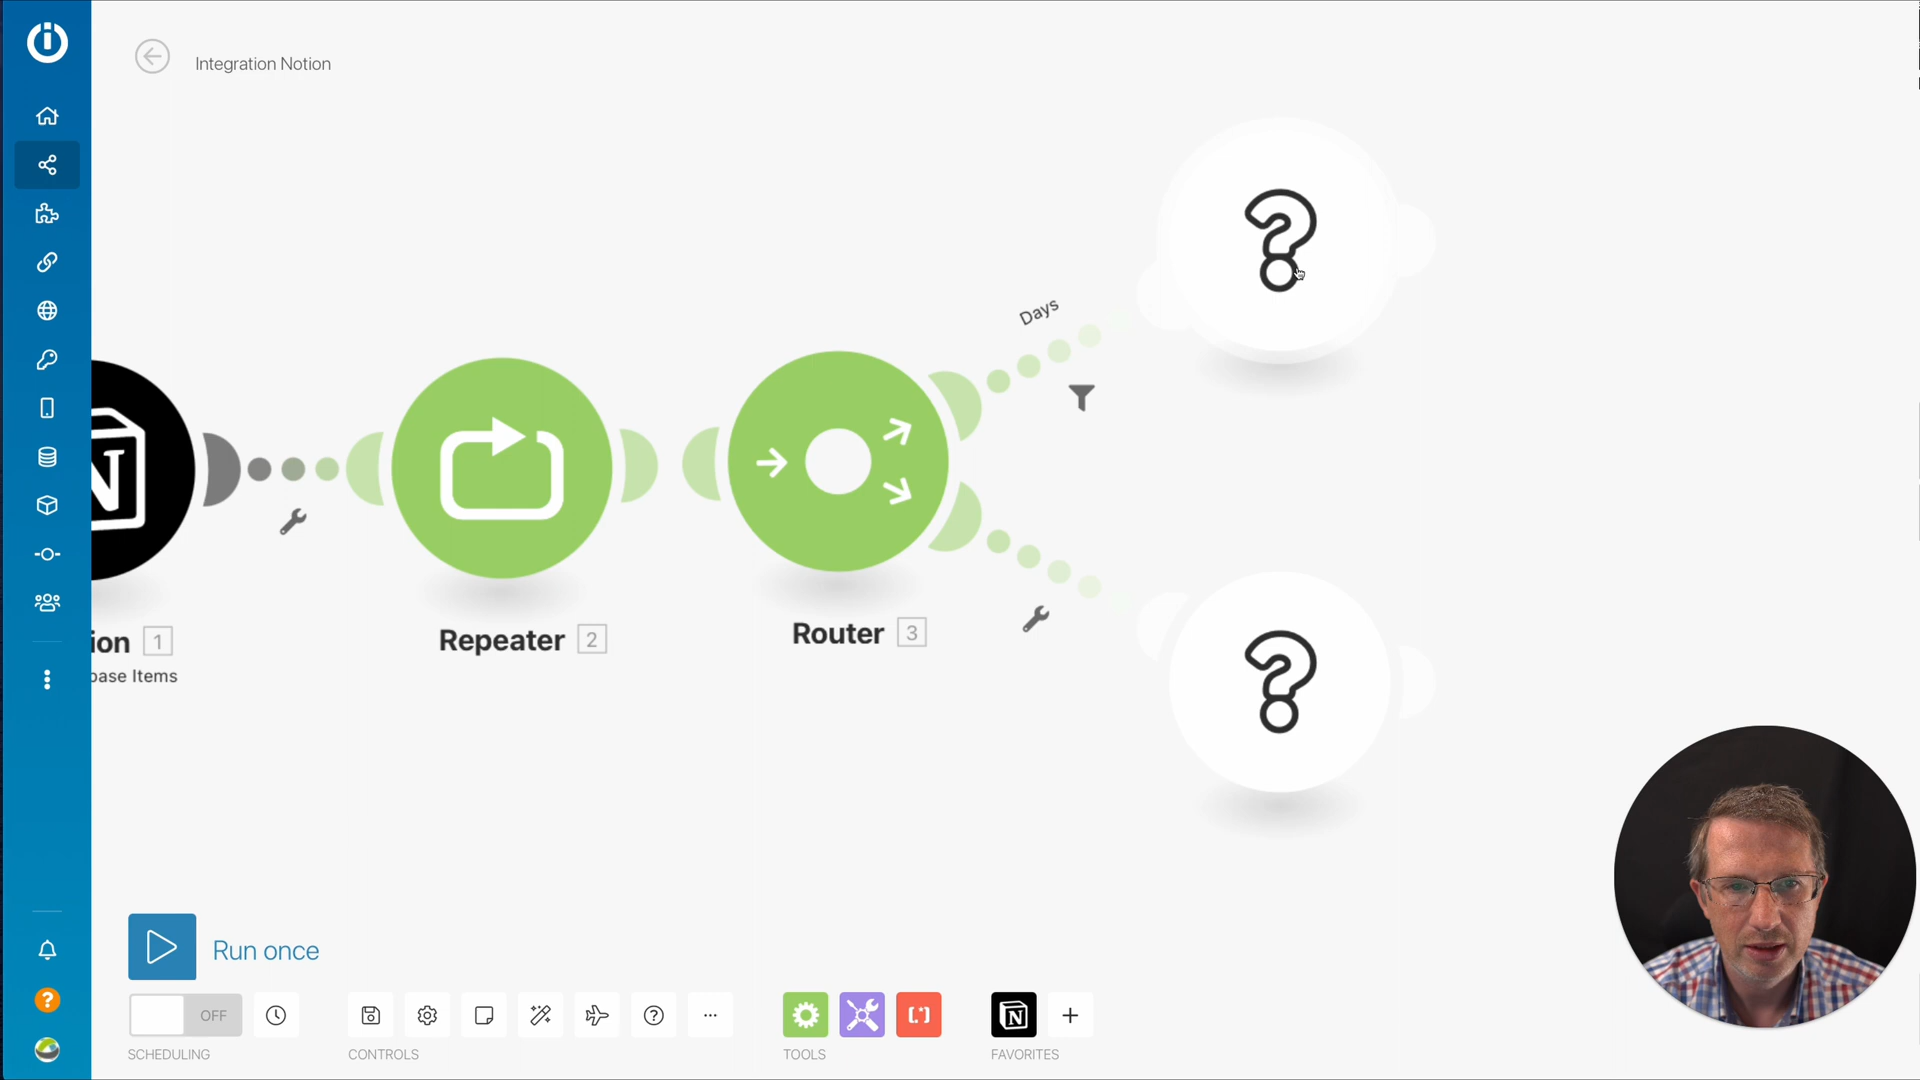 Integration Notion
Days
ion 1
base Items
Repeater 2
Router 3
Run once
OFF
SCHEDULING
CONTROLS
TOOLS
FAVORITES